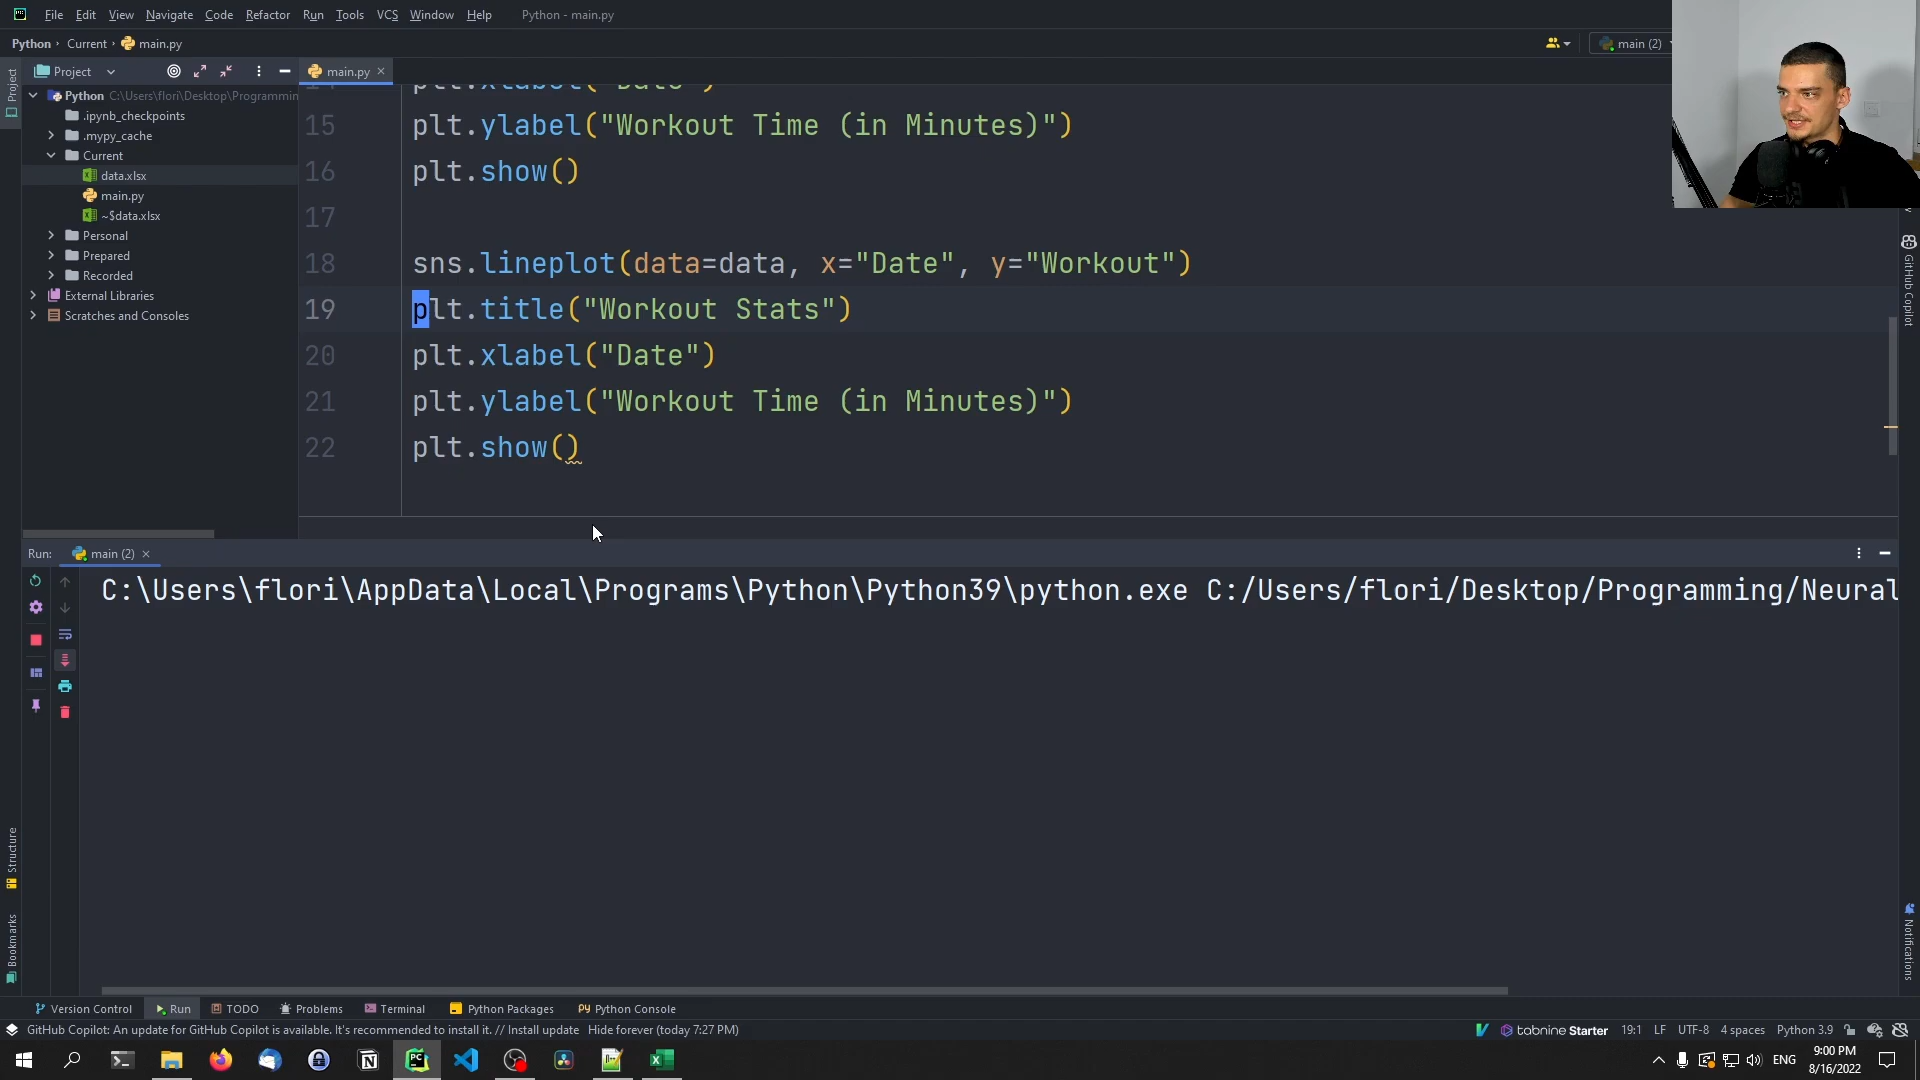 File Edit View Navigate Code Refactor Run Tools VCS Window Help Python - main.py
Python Current main.py main (2)
Project main.py
Python C:\Users\flori\Desktop\Programmin
.ipynb_checkpoints
.mypy_cache
Current
data.xlsx
main.py
~$data.xlsx
Personal
Prepared
Recorded
External Libraries
Scratches and Consoles
Project
Structure
Bookmarks
15 plt.ylabel("Workout Time (in Minutes)")
16 plt.show()
17
18 sns.lineplot(data=data, x="Date", y="Workout")
19 plt.title("Workout Stats")
20 plt.xlabel("Date")
21 plt.ylabel("Workout Time (in Minutes)")
22 plt.show()
GitHub Copilot
Notifications
Run: main (2)
C:\Users\flori\AppData\Local\Programs\Python\Python39\python.exe C:/Users/flori/Desktop/Programming/Neural
Version Control Run TODO Problems Terminal Python Packages Python Console
GitHub Copilot: An update for GitHub Copilot is available. It's recommended to install it. // Install update Hide forever (today 7:27 PM) tabnine Starter 19:1 LF UTF-8 4 spaces Python 3.9
ENG 9:00 PM
8/16/2022